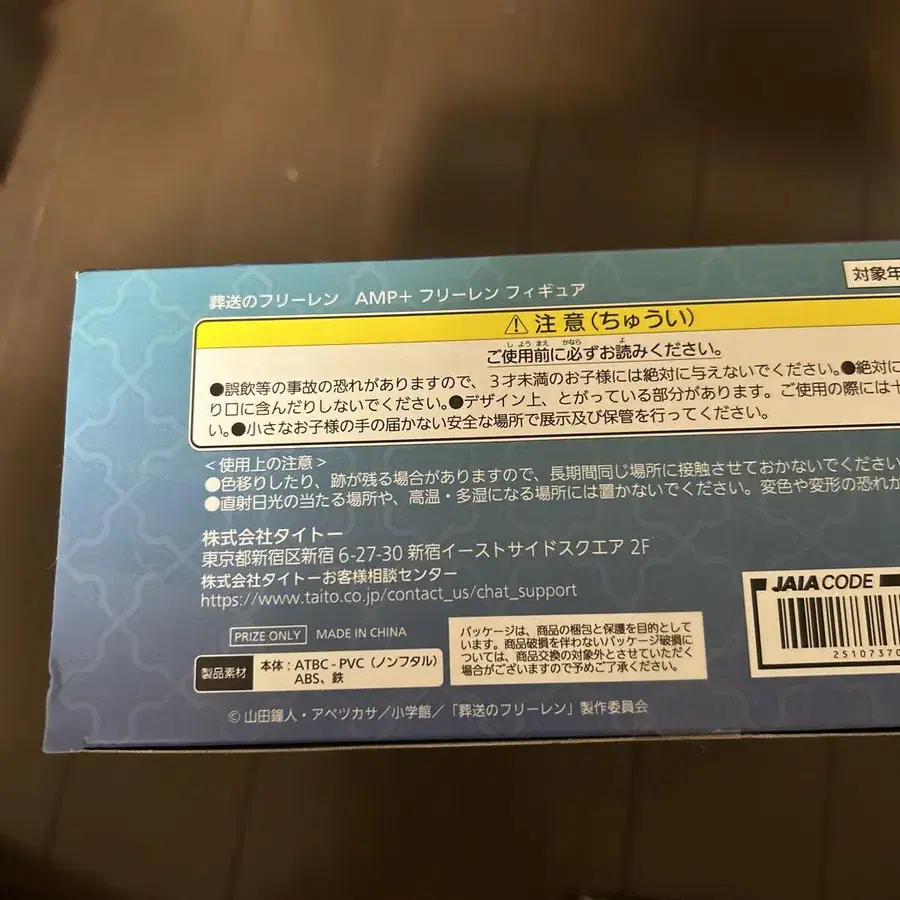 葬送のフリーレン AMP+ フリーレン フィギュア
対象年
⚠ 注意(ちゅうい)
ご使用前に必ずお読みください。
●誤飲等の事故の恐れがありますので、3才未満のお子様には絶対に与えないでください。●絶対に
り口に含んだりしないでください。●デザイン上、とがっている部分があります。ご使用の際には
い。●小さなお子様の手の届かない安全な場所で展示及び保管を行ってください。
<使用上の注意>
●色移りしたり、跡が残る場合がありますので、長期間同じ場所に接触させておかないでください
●直射日光の当たる場所や、高温・多湿になる場所には置かないでください。変色や変形の恐れが
株式会社タイトー
東京都新宿区新宿 6-27-30 新宿イーストサイドスクエア 2F
株式会社タイトーお客様相談センター
https://www.taito.co.jp/contact_us/chat_support
PRIZE ONLY MADE IN CHINA
製品素材 本体:ATBC-PVC(ノンフタル)
ABS、鉄
パッケージは、商品の梱包と保護を目的としています。商品破損を伴わないパッケージ破損については、商品交換の対象外とさせていただく場合がございますので予めご了承ください。
JAIA CODE
2510737
© 山田鐘人・アベツカサ/小学館/「葬送のフリーレン」製作委員会